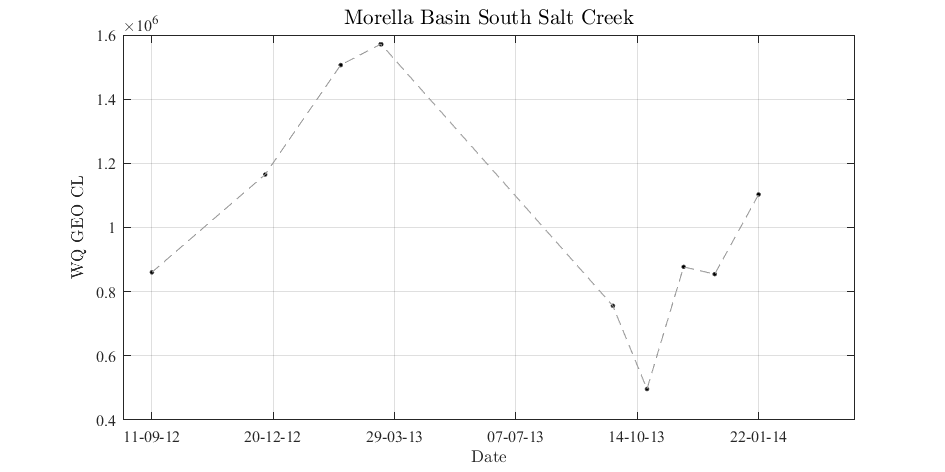 Morella Basin South Salt Creek
×10⁶
1.6
1.4
1.2
1
0.8
0.6
0.4
WQ GEO CL
11-09-12 20-12-12 29-03-13 07-07-13 14-10-13 22-01-14
Date